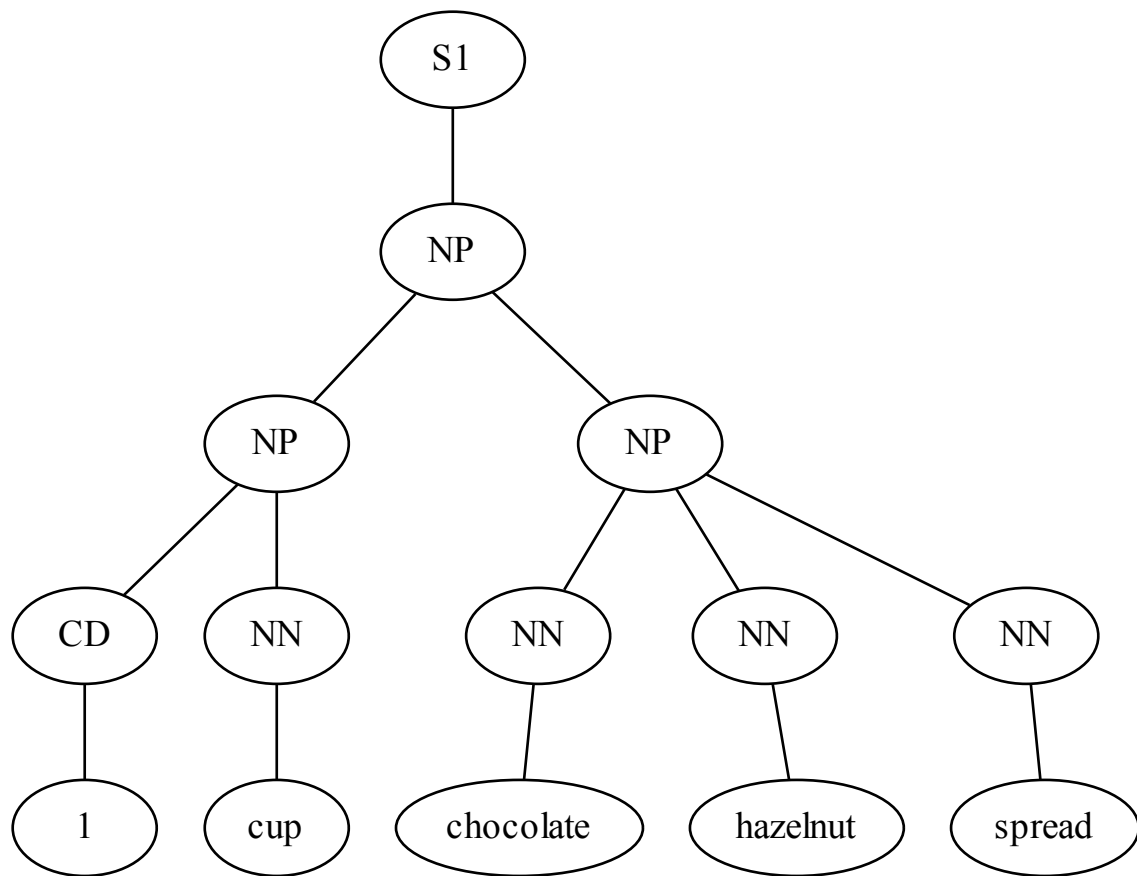 S1
NP
NP NP
CD NN NN NN NN
1 cup chocolate hazelnut spread